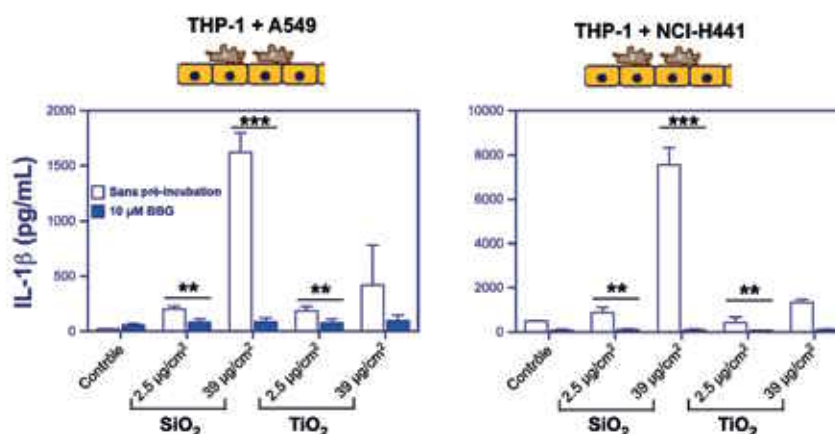 THP-1 + A549
IL-1β (pg/mL)
2000
1500
1000
500
0
***
**
**
Sans pré-incubation
10 µM BBG
Contrôle
2.5 µg/cm²
39 µg/cm²
2.5 µg/cm²
39 µg/cm²
SiO₂
TiO₂
THP-1 + NCI-H441
10000
8000
6000
4000
2000
0
***
**
**
Contrôle
2.5 µg/cm²
39 µg/cm²
2.5 µg/cm²
39 µg/cm²
SiO₂
TiO₂